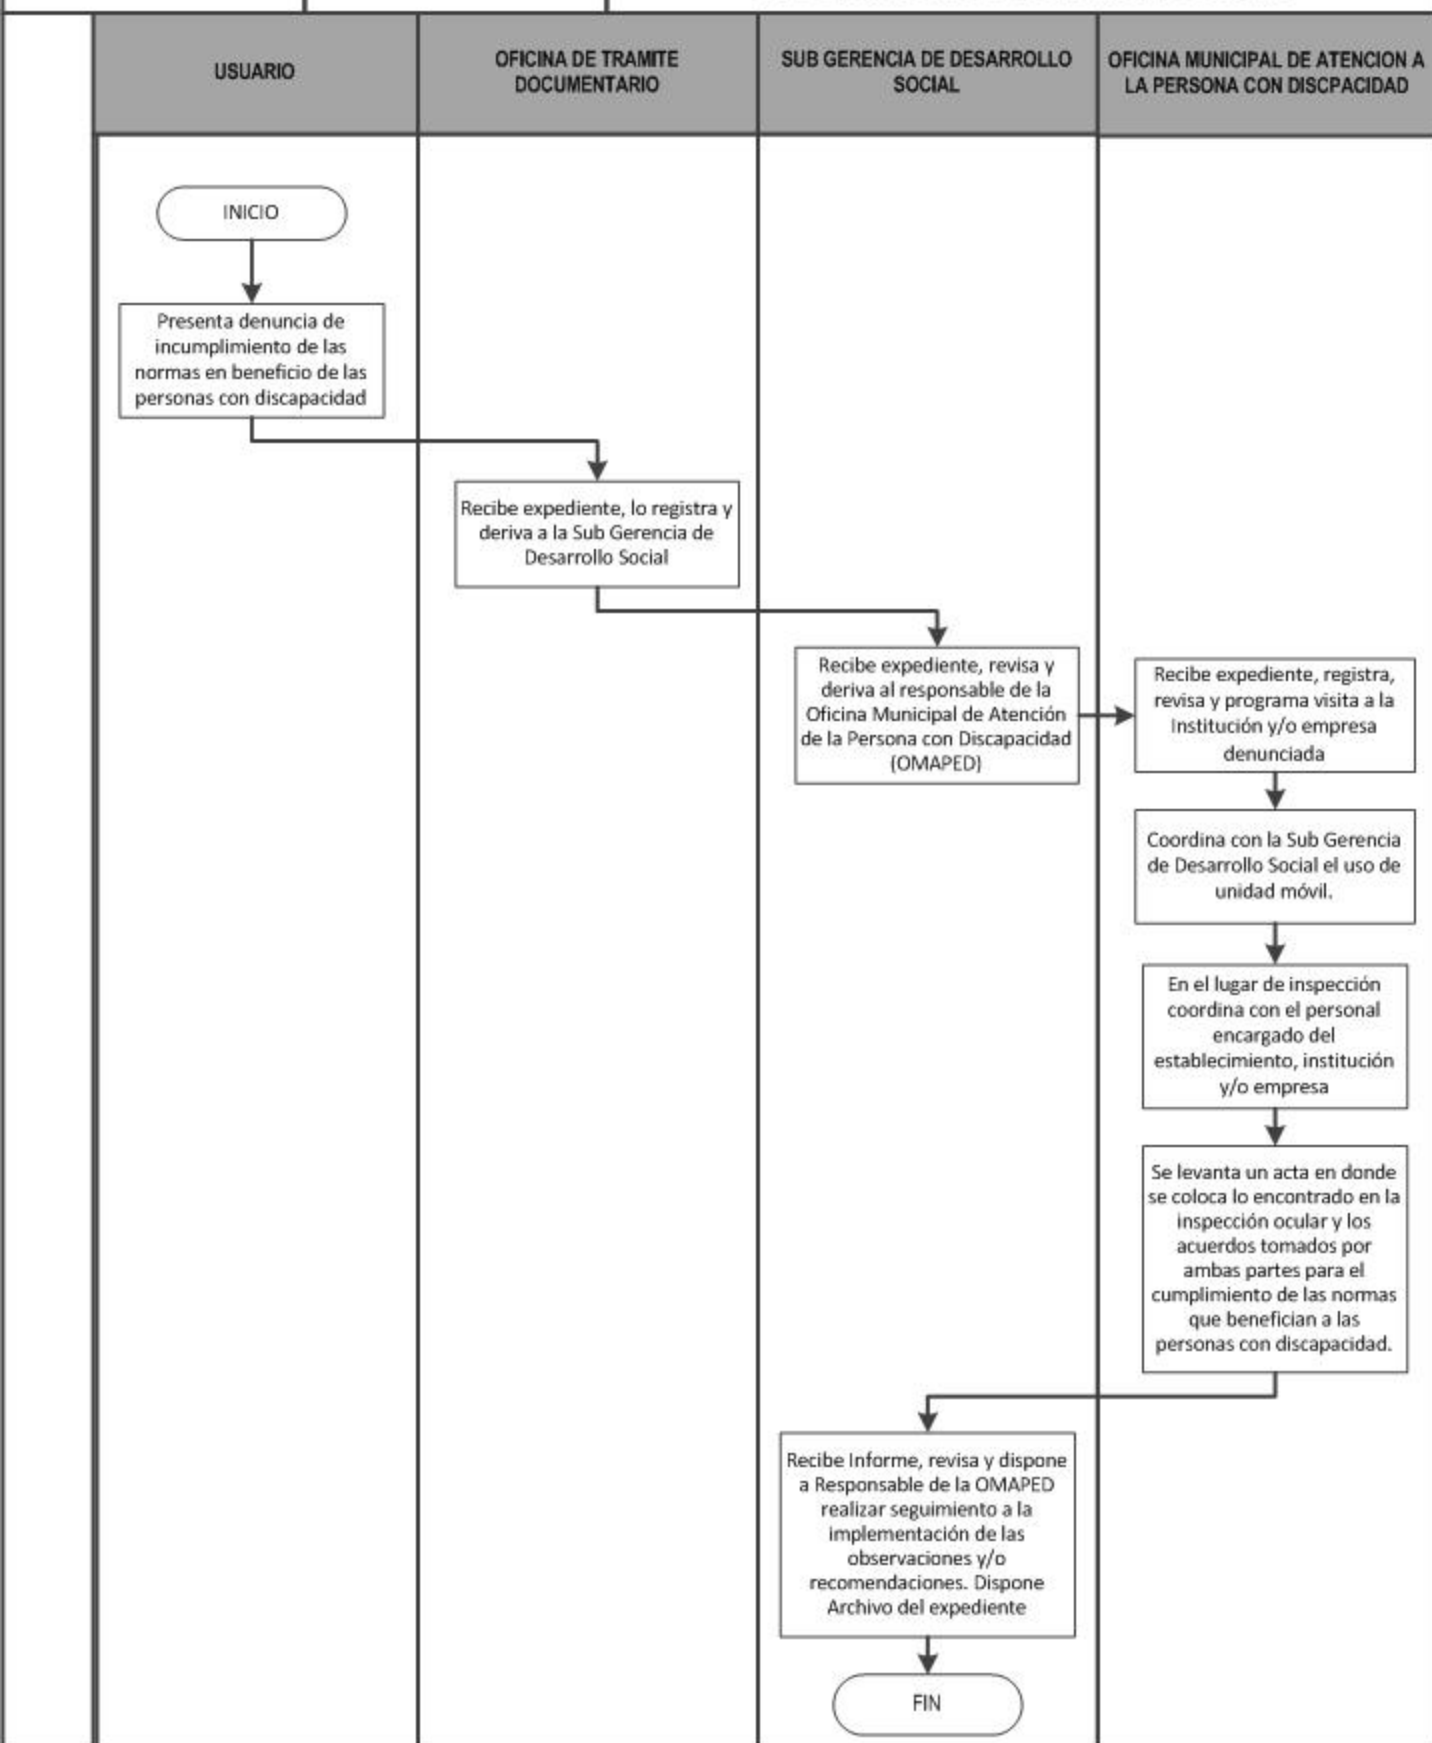 USUARIO
OFICINA DE TRAMITE
DOCUMENTARIO
SUB GERENCIA DE DESARROLLO
SOCIAL
OFICINA MUNICIPAL DE ATENCION A
LA PERSONA CON DISCPACIDAD
INICIO
Presenta denuncia de
incumplimiento de las
normas en beneficio de las
personas con discapacidad
Recibe expediente, lo registra y
deriva a la Sub Gerencia de
Desarrollo Social
Recibe expediente, revisa y
deriva al responsable de la
Oficina Municipal de Atención
de la Persona con Discapacidad
(OMAPED)
Recibe expediente, registra,
revisa y programa visita a la
Institución y/o empresa
denunciada
Coordina con la Sub Gerencia
de Desarrollo Social el uso de
unidad móvil.
En el lugar de inspección
coordina con el personal
encargado del
establecimiento, institución
y/o empresa
Se levanta un acta en donde
se coloca lo encontrado en la
inspección ocular y los
acuerdos tomados por
ambas partes para el
cumplimiento de las normas
que benefician a las
personas con discapacidad.
Recibe Informe, revisa y dispone
a Responsable de la OMAPED
realizar seguimiento a la
implementación de las
observaciones y/o
recomendaciones. Dispone
Archivo del expediente
FIN